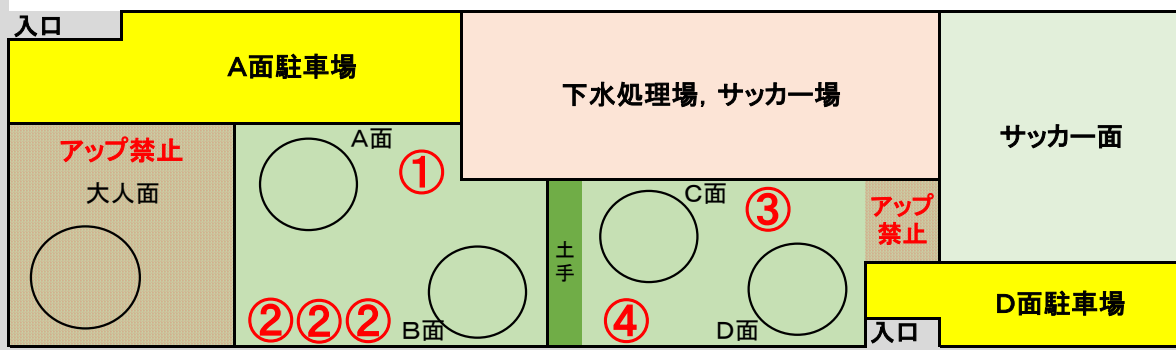 入口
A面駐車場
下水処理場，サッカー場
サッカー面
アップ禁止
大人面
A面
①
土手
C面
③
アップ
禁止
②②②
B面
④
D面
D面駐車場
入口